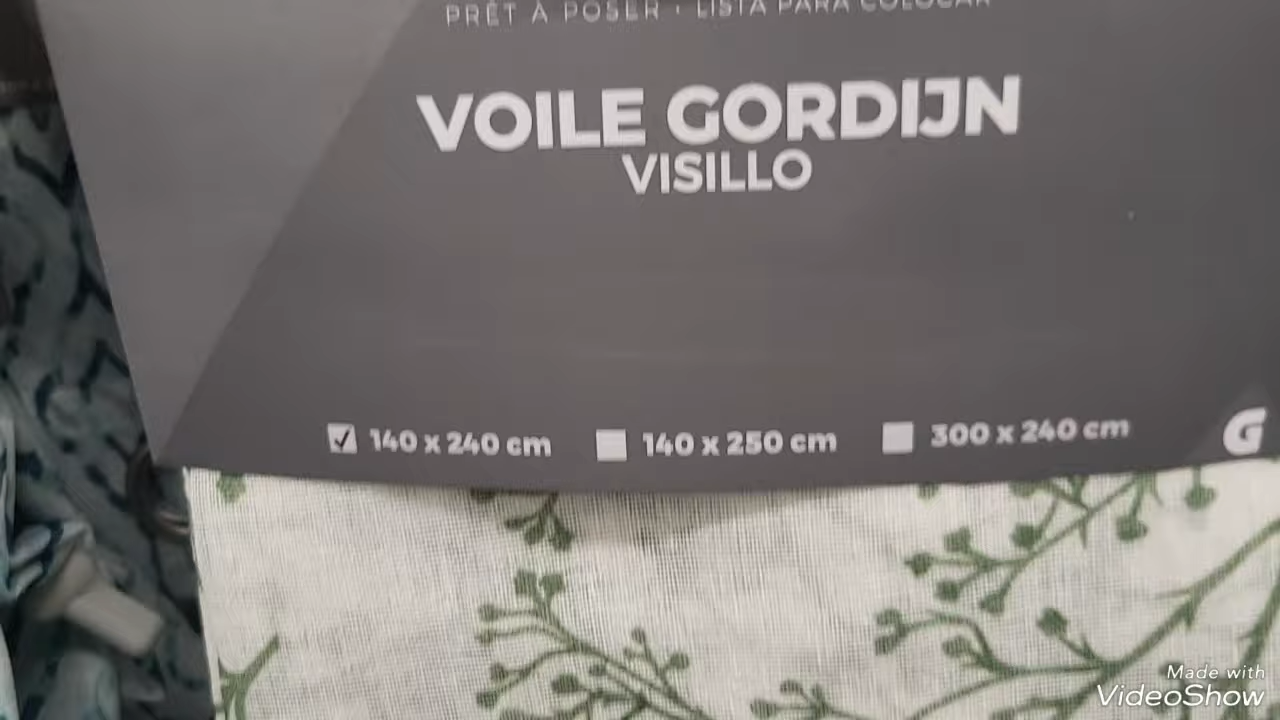 PRÊT À POSER · LISTA PARA COLOCAR
VOILE GORDIJN
VISILLO
140 x 240 cm 140 x 250 cm 300 x 240 cm
G
Made with
VideoShow